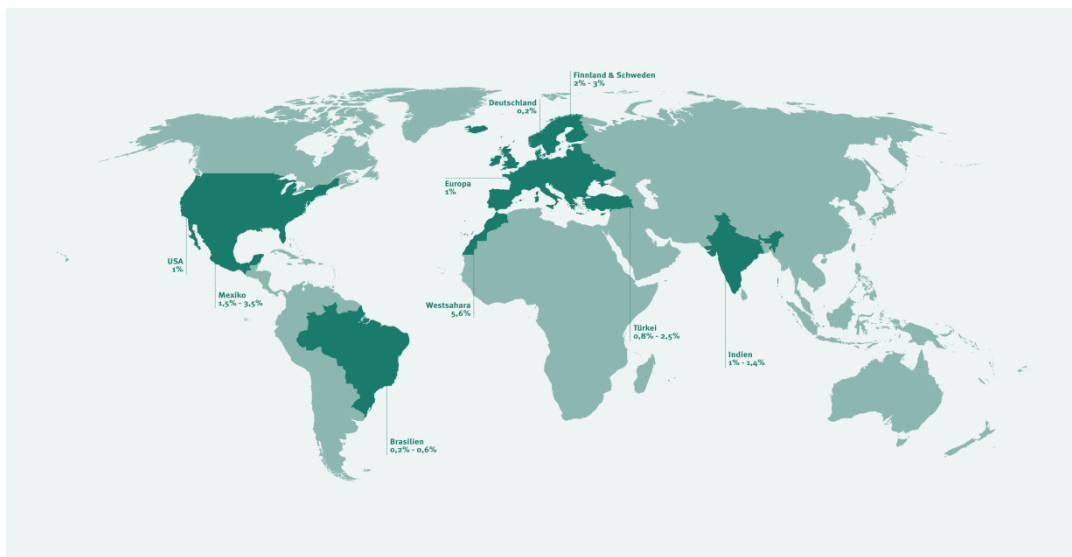 Finnland & Schweden
2% - 3%
Deutschland
0,2%
Europa
1%
USA
1%
Mexiko
1,5% - 3,5%
Westsahara
5,6%
Türkei
0,8% - 2,5%
Indien
1% - 1,4%
Brasilien
0,2% - 0,6%